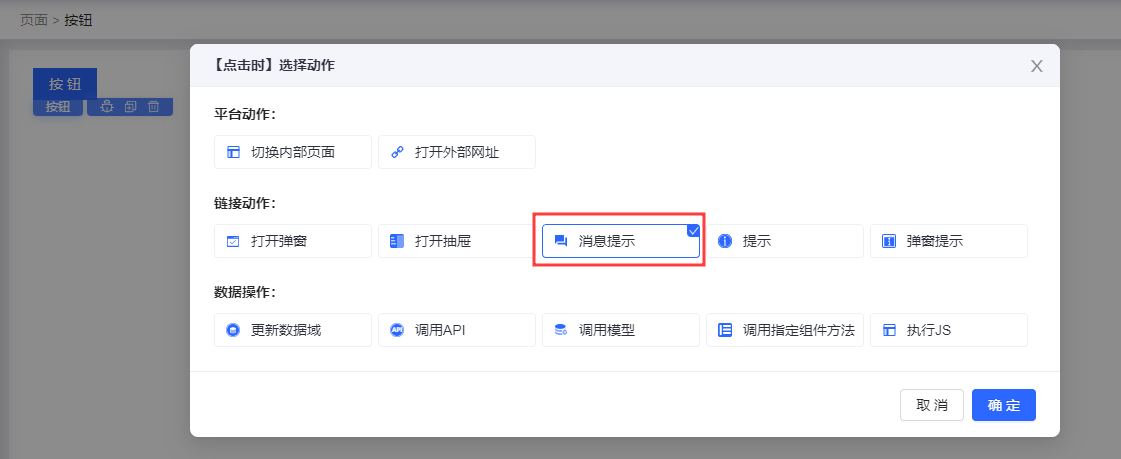 页面 > 按钮
【点击时】选择动作
按 钮
按钮
平台动作：
切换内部页面 打开外部网址
链接动作：
打开弹窗 打开抽屉 消息提示 提示 弹窗提示
数据操作：
更新数据域 调用API 调用模型 调用指定组件方法 执行JS
取 消 确 定